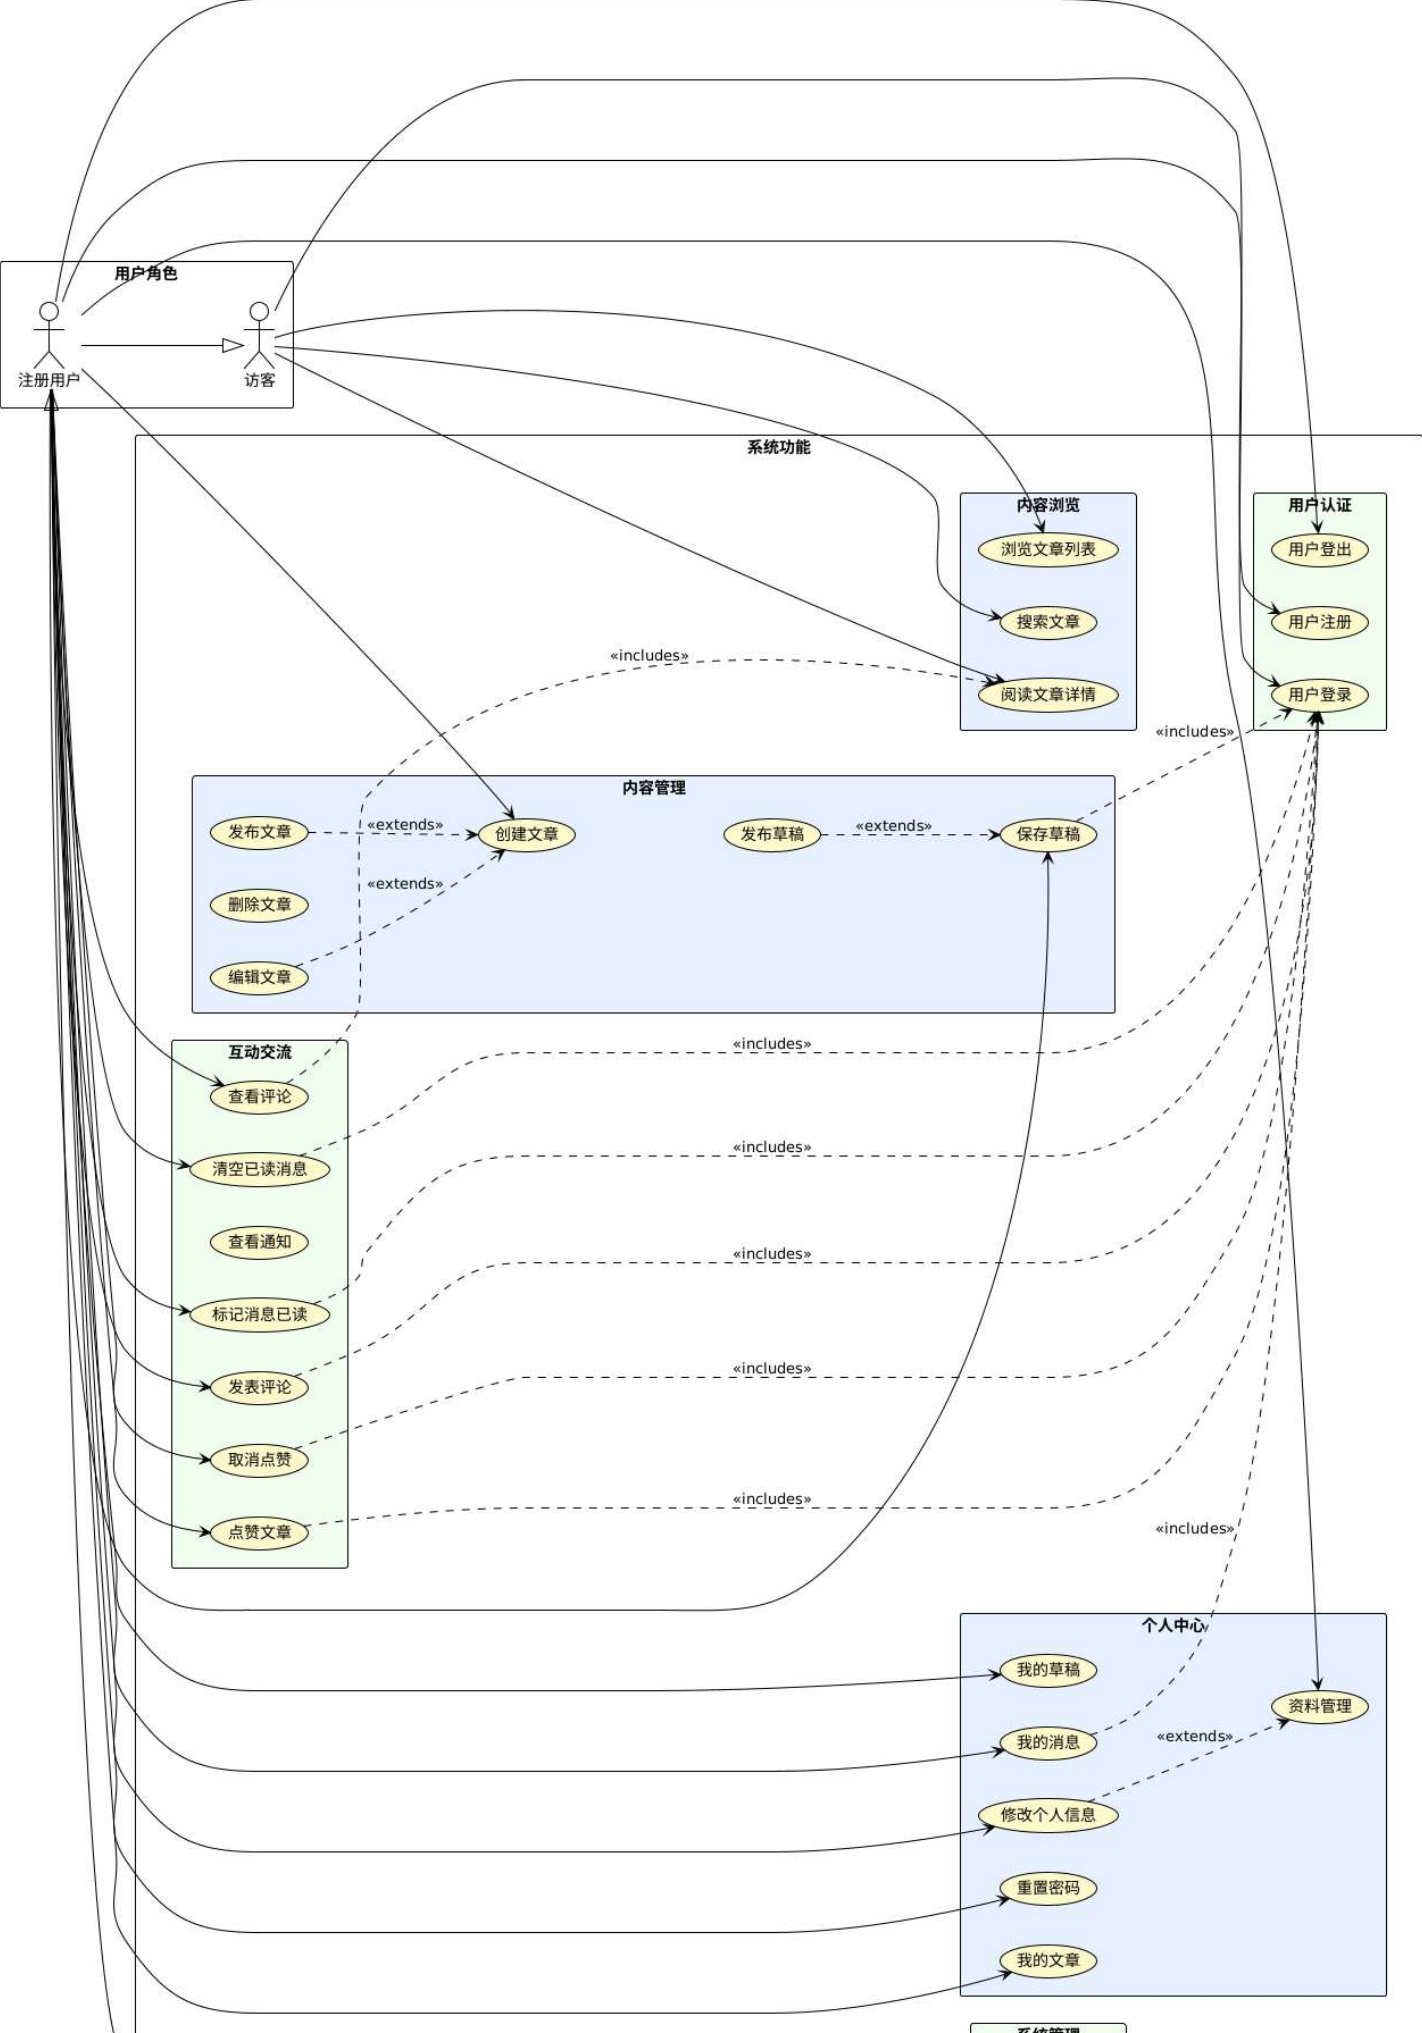 用户角色
注册用户
访客
系统功能
内容浏览
浏览文章列表
搜索文章
阅读文章详情
用户认证
用户登出
用户注册
用户登录
«includes»
«includes»
内容管理
发布文章
«extends»
创建文章
发布草稿
«extends»
保存草稿
«extends»
删除文章
编辑文章
互动交流
查看评论
清空已读消息
查看通知
标记消息已读
发表评论
取消点赞
点赞文章
«includes»
«includes»
«includes»
«includes»
«includes»
«includes»
个人中心
我的草稿
我的消息
修改个人信息
重置密码
我的文章
«extends»
资料管理
系统管理